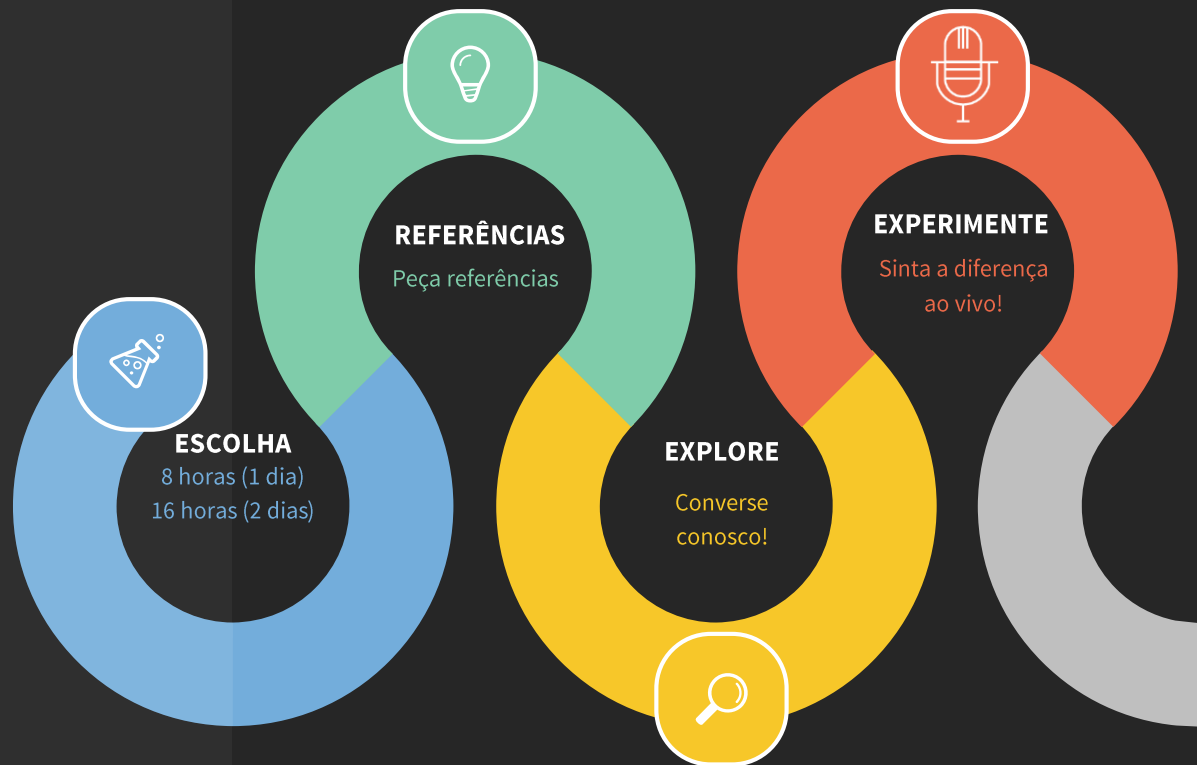 ESCOLHA
8 horas (1 dia)
16 horas (2 dias)
REFERÊNCIAS
Peça referências
EXPLORE
Converse
conosco!
EXPERIMENTE
Sinta a diferença
ao vivo!